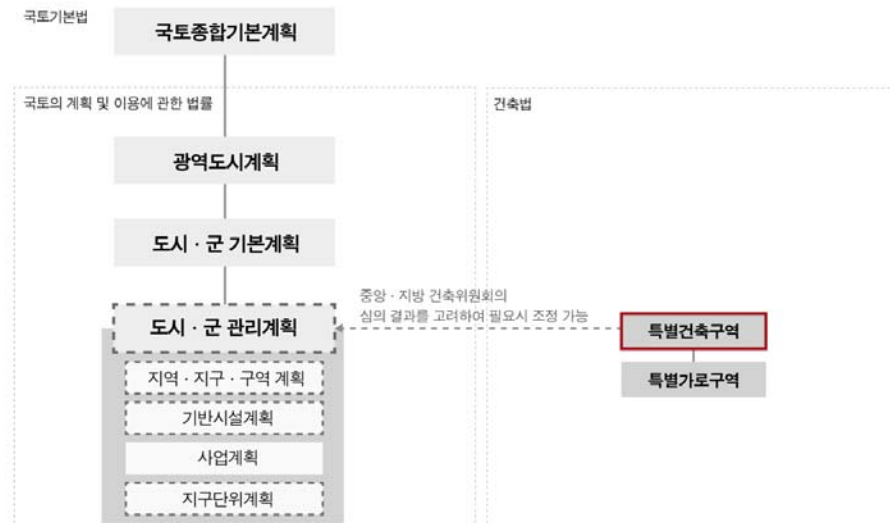 국토기본법
국토종합기본계획
국토의 계획 및 이용에 관한 법률
건축법
광역도시계획
도시 · 군 기본계획
중앙 · 지방 건축위원회의
심의 결과를 고려하여 필요시 조정 가능
도시 · 군 관리계획
특별건축구역
지역 · 지구 · 구역 계획
특별가로구역
기반시설계획
사업계획
지구단위계획